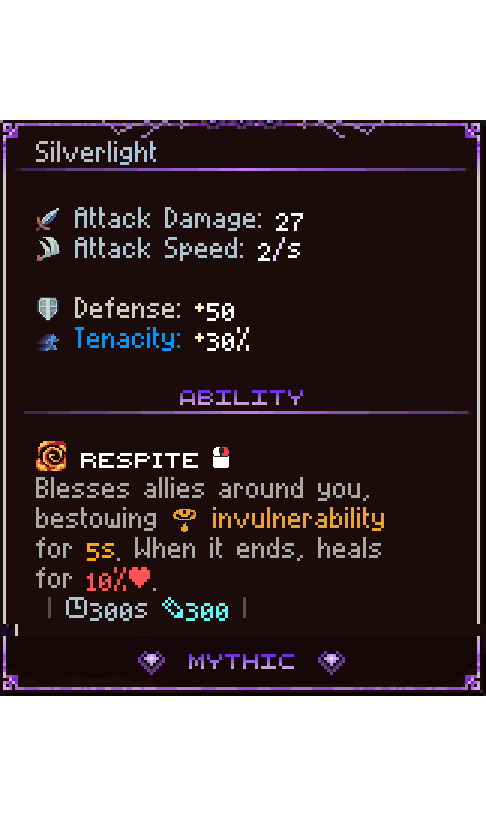 Silverlight
Attack Damage: 27
Attack Speed: 2/s
Defense: +50
Tenacity: +30%
ABILITY
RESPITE
Blesses allies around you,
bestowing invulnerability
for 5s. When it ends, heals
for 10%♥.
| 300s 300 |
MYTHIC